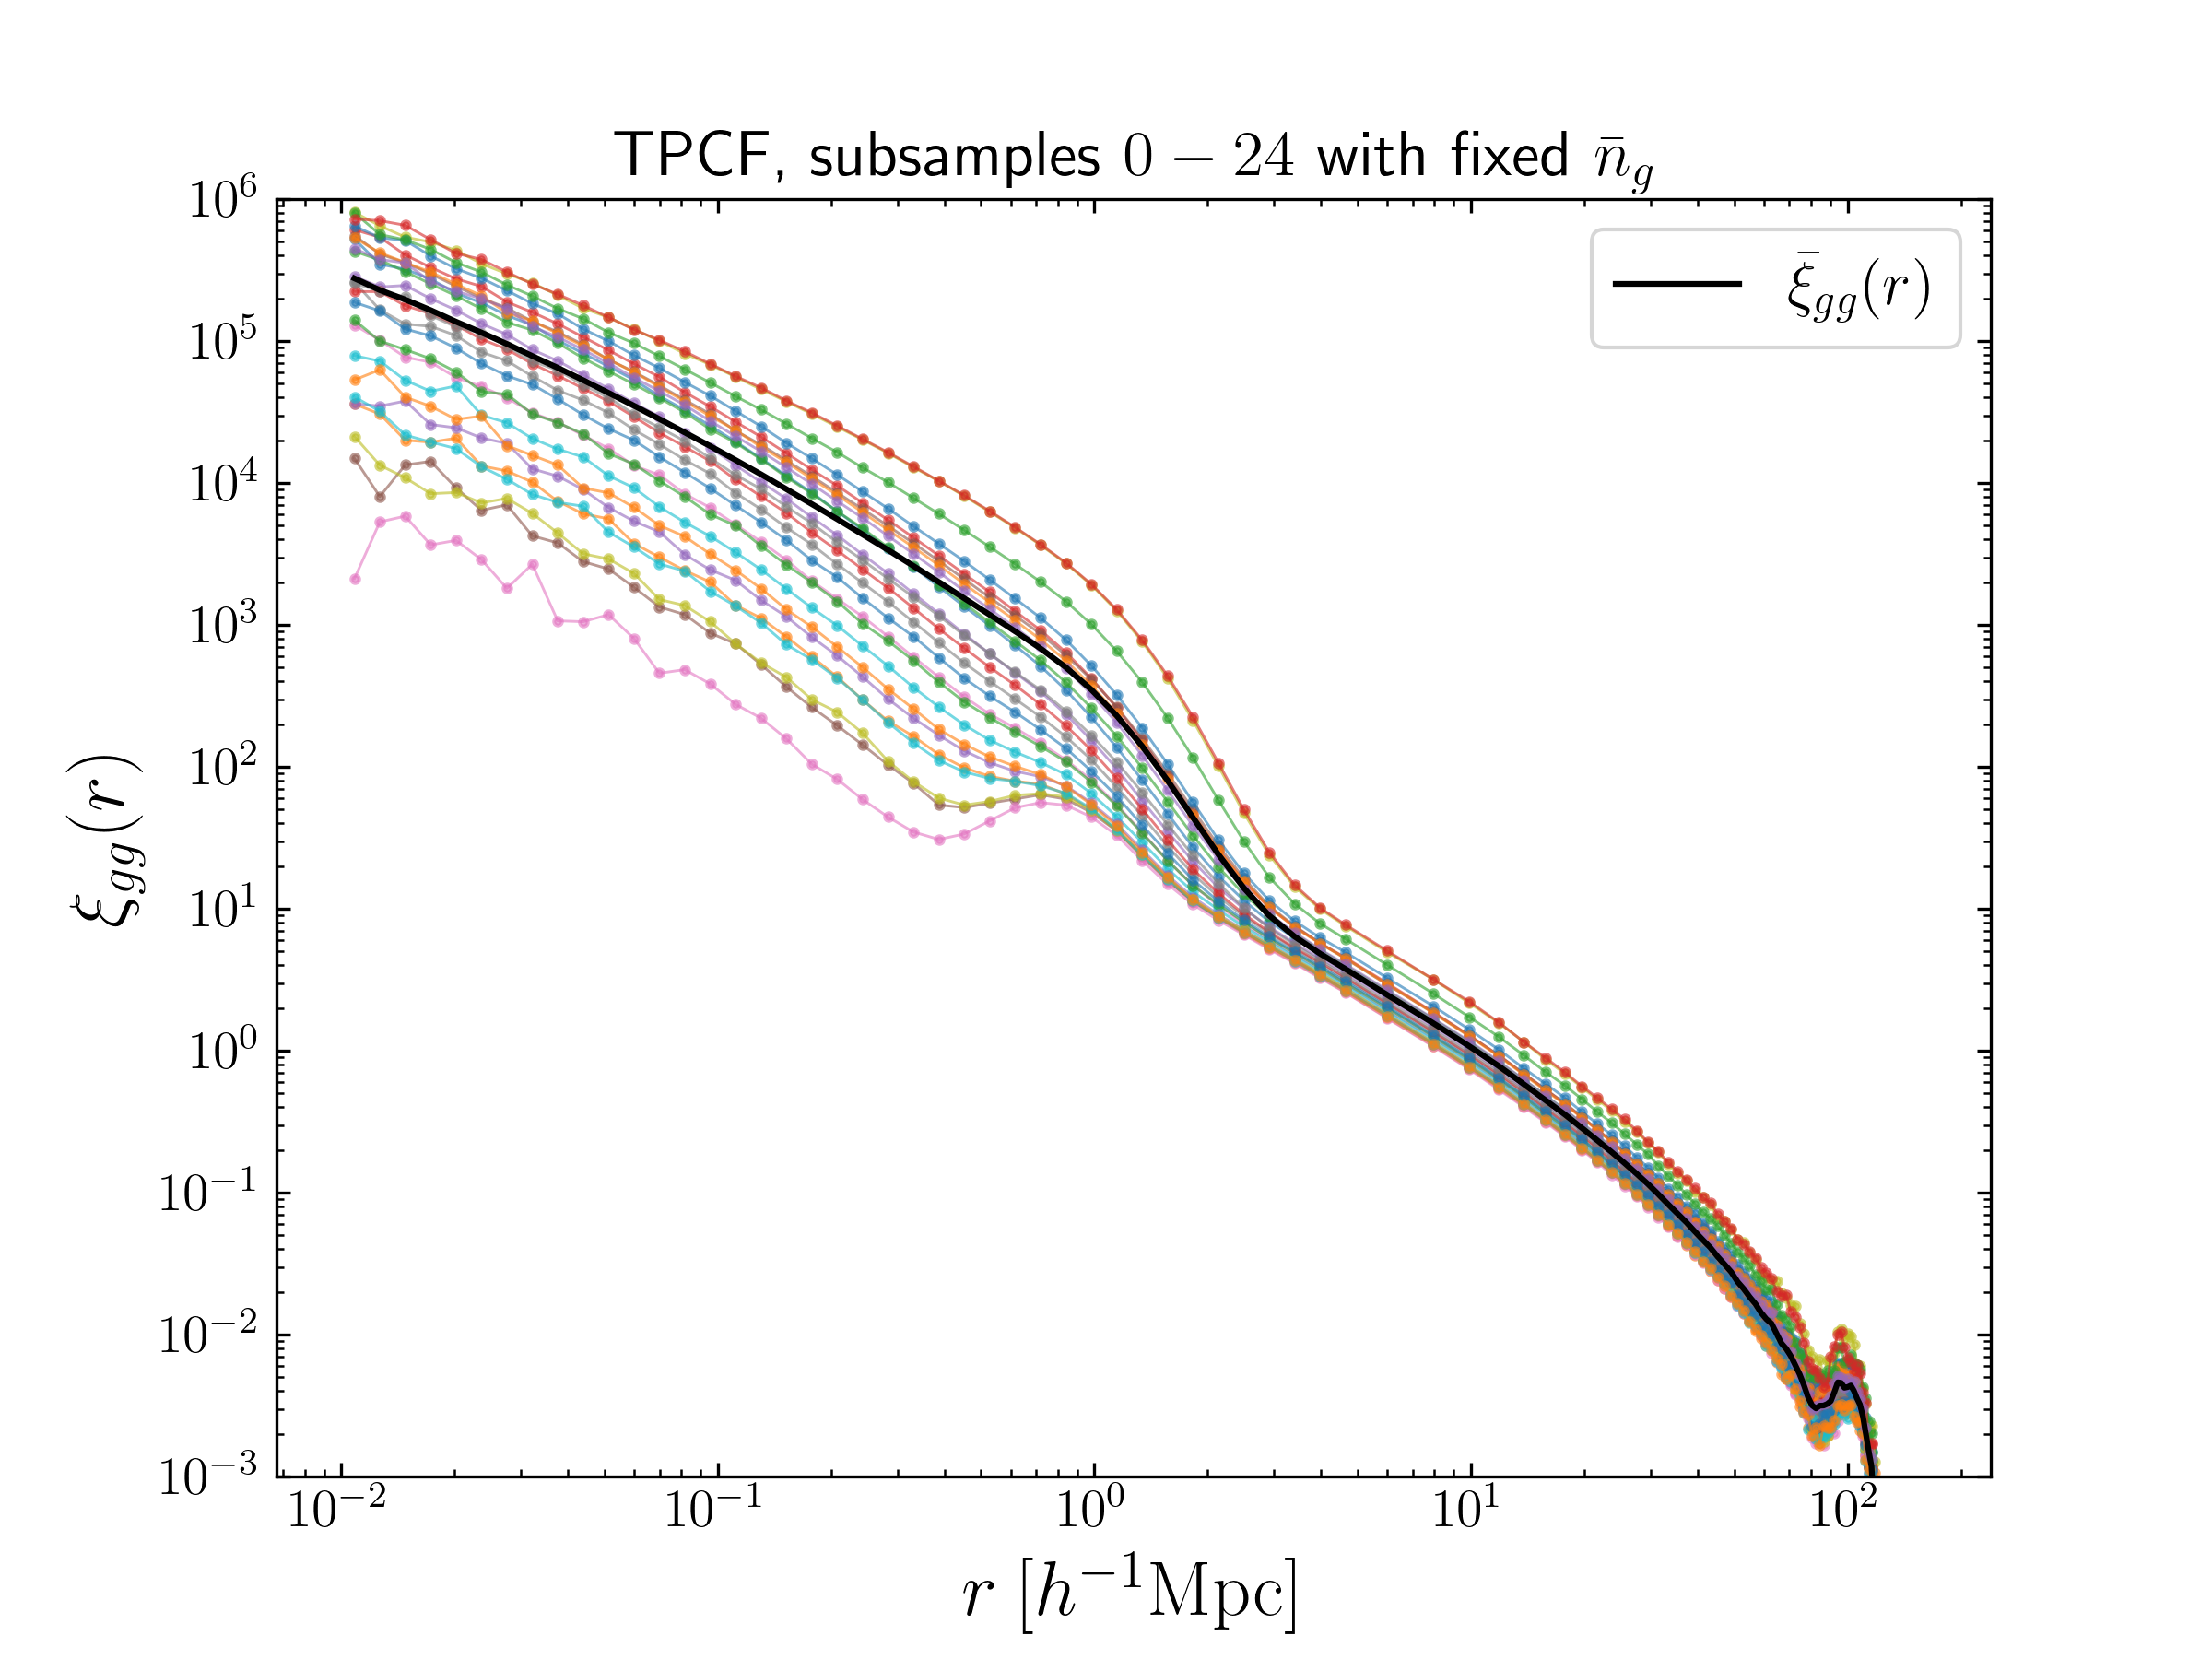 TPCF, subsamples 0 − 24 with fixed n̄_g
ξ̄_gg(r)
10^6
10^5
10^4
10^3
10^2
10^1
10^0
10^−1
10^−2
10^−3
ξ_gg(r)
10^−2 10^−1 10^0 10^1 10^2
r [h^−1Mpc]